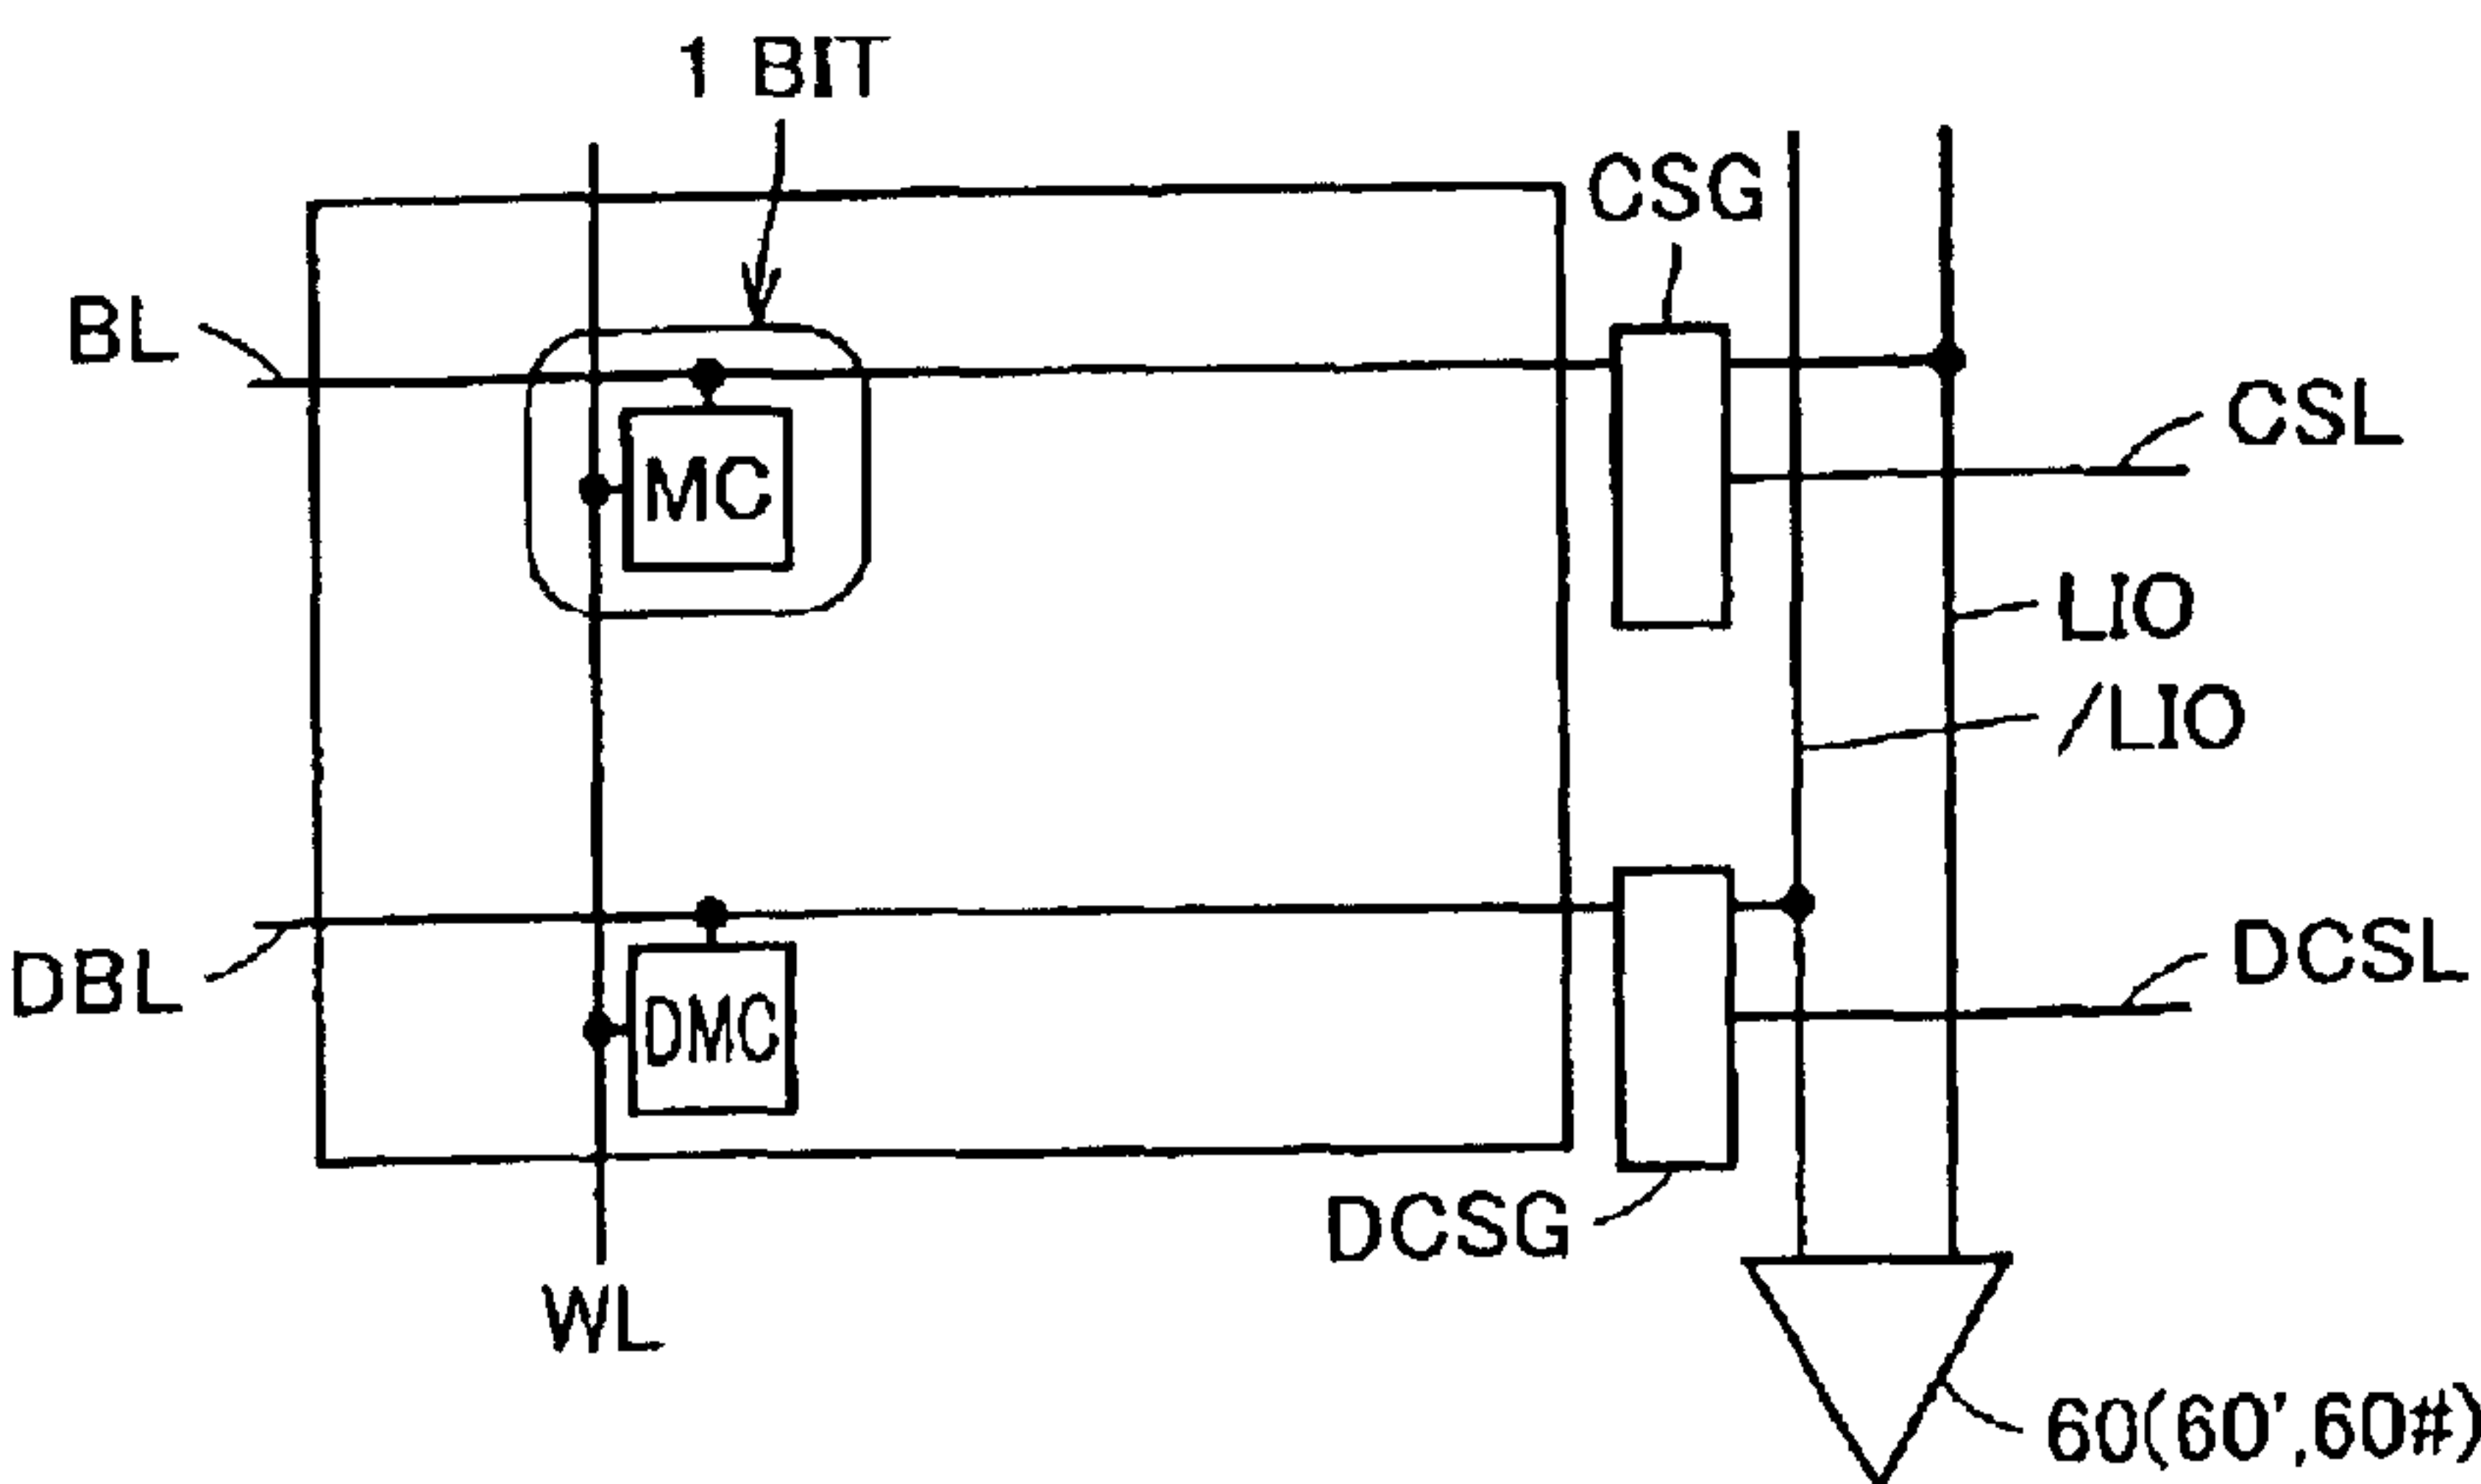 1 BIT
CSG
BL
CSL
MC
LIO
/LIO
DBL
DCSL
DMC
DCSG
WL
60(60',60#)